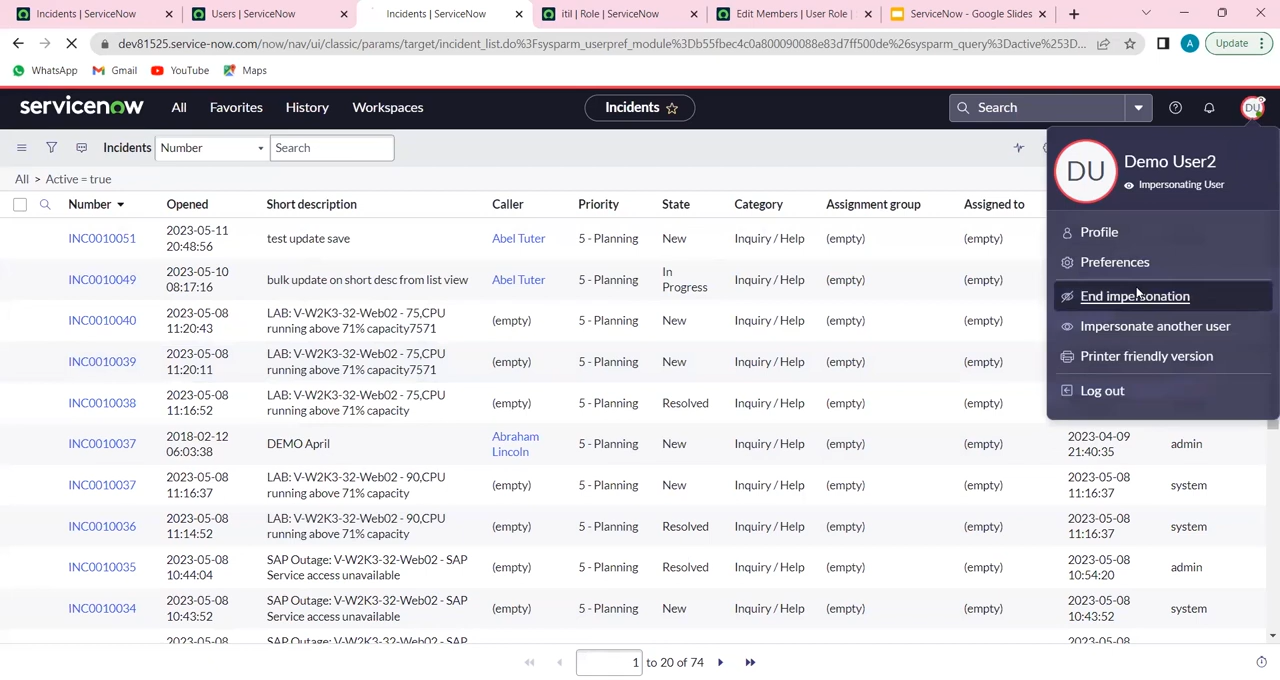 Incidents | ServiceNow
Users | ServiceNow
Incidents | ServiceNow
itil | Role | ServiceNow
Edit Members | User Role |
ServiceNow - Google Slides
dev81525.service-now.com/now/nav/ui/classic/params/target/incident_list.do%3Fsysparm_userpref_module%3Db55fbec4c0a800090088e83d7ff500de%26sysparm_query%3Dactive%253D...
A
Update
WhatsApp
Gmail
YouTube
Maps
servicenow
All
Favorites
History
Workspaces
Incidents
Search
DU
Incidents
Number
Search
All > Active = true
DU
Demo User2
Impersonating User
Profile
Preferences
End impersonation
Impersonate another user
Printer friendly version
Log out
Number Opened Short description Caller Priority State Category Assignment group Assigned to
INC0010051 2023-05-11 20:48:56 test update save Abel Tuter 5 - Planning New Inquiry / Help (empty) (empty)
INC0010049 2023-05-10 08:17:16 bulk update on short desc from list view Abel Tuter 5 - Planning In Progress Inquiry / Help (empty) (empty)
INC0010040 2023-05-08 11:20:43 LAB: V-W2K3-32-Web02 - 75,CPU running above 71% capacity7571 (empty) 5 - Planning New Inquiry / Help (empty) (empty)
INC0010039 2023-05-08 11:20:11 LAB: V-W2K3-32-Web02 - 75,CPU running above 71% capacity7571 (empty) 5 - Planning New Inquiry / Help (empty) (empty)
INC0010038 2023-05-08 11:16:52 LAB: V-W2K3-32-Web02 - 75,CPU running above 71% capacity (empty) 5 - Planning Resolved Inquiry / Help (empty) (empty)
INC0010037 2018-02-12 06:03:38 DEMO April Abraham Lincoln 5 - Planning New Inquiry / Help (empty) (empty) 2023-04-09 21:40:35 admin
INC0010037 2023-05-08 11:16:37 LAB: V-W2K3-32-Web02 - 90,CPU running above 71% capacity (empty) 5 - Planning New Inquiry / Help (empty) (empty) 2023-05-08 11:16:37 system
INC0010036 2023-05-08 11:14:52 LAB: V-W2K3-32-Web02 - 90,CPU running above 71% capacity (empty) 5 - Planning Resolved Inquiry / Help (empty) (empty) 2023-05-08 11:16:37 system
INC0010035 2023-05-08 10:44:04 SAP Outage: V-W2K3-32-Web02 - SAP Service access unavailable (empty) 5 - Planning Resolved Inquiry / Help (empty) (empty) 2023-05-08 10:54:20 admin
INC0010034 2023-05-08 10:43:52 SAP Outage: V-W2K3-32-Web02 - SAP Service access unavailable (empty) 5 - Planning New Inquiry / Help (empty) (empty) 2023-05-08 10:43:52 system
2023-05-08 SAP Outage: V-W2K3-32-Web02 - SAP 2023-05-08
1 to 20 of 74